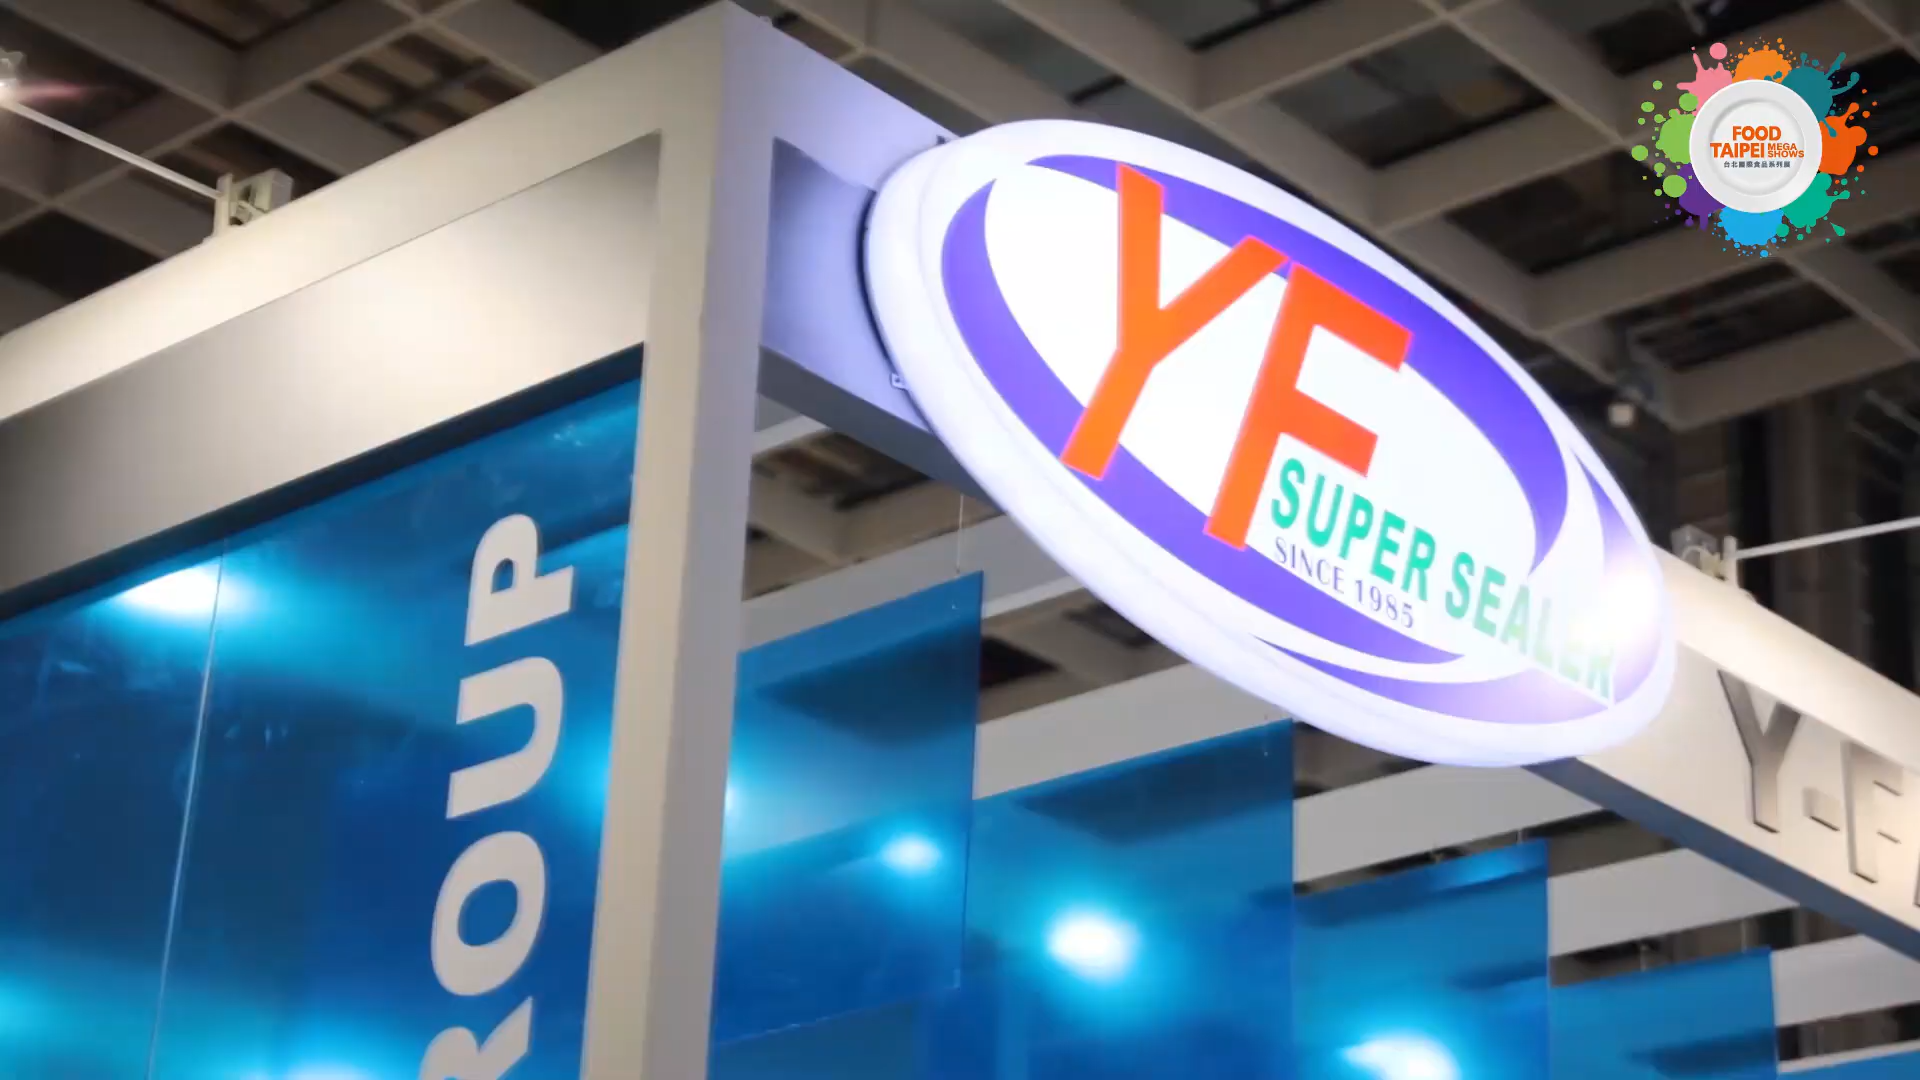 FOOD
TAIPEI MEGA SHOWS
台北國際食品系列展
YF
SUPER SEALER
SINCE 1985
ROUP
Y-F